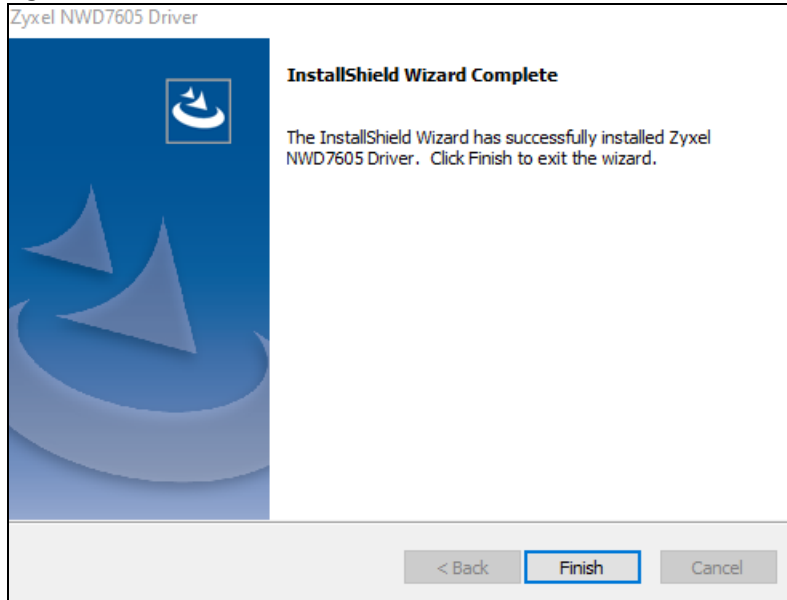 Zyxel NWD7605 Driver
InstallShield Wizard Complete
The InstallShield Wizard has successfully installed Zyxel
NWD7605 Driver. Click Finish to exit the wizard.
< Back Finish Cancel